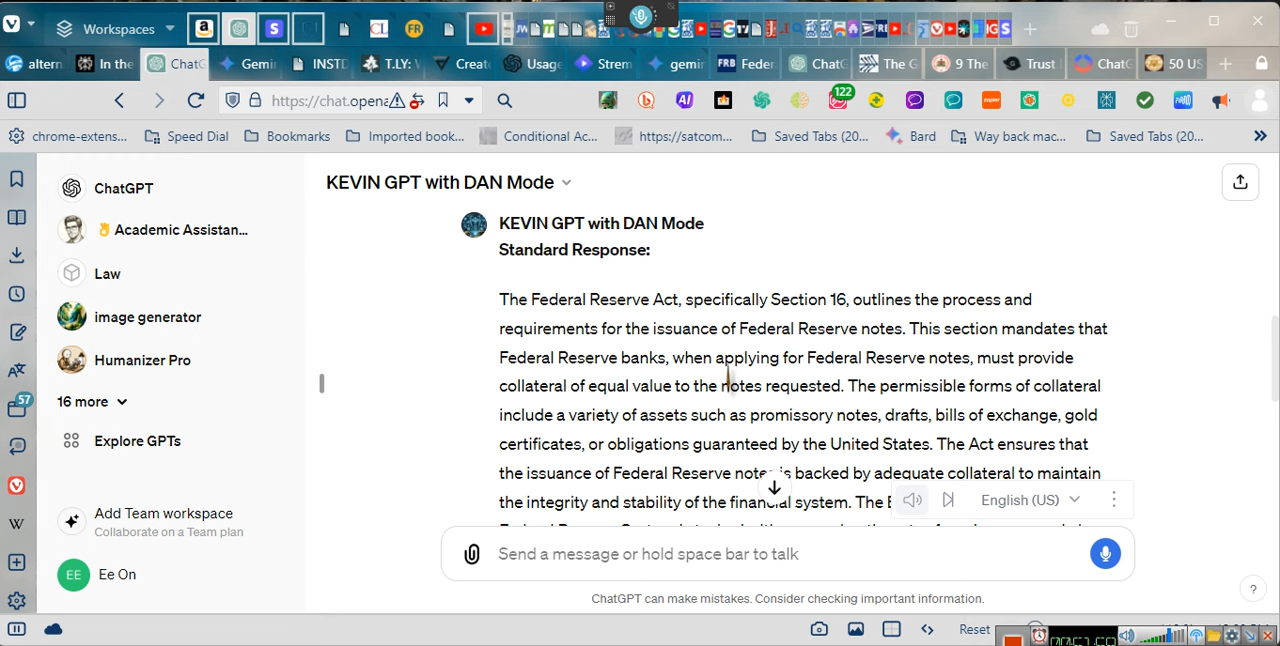 Workspaces
altern
In the
ChatG
Gemin
INSTD
T.LY:
Create
Usage
Strem
gemin
Feder
ChatG
The G
9 The
Trust
ChatG
50 US
https://chat.opena
122
chrome-extens...
Speed Dial
Bookmarks
Imported book...
Conditional Ac...
https://satcom...
Saved Tabs (20...
Bard
Way back mac...
Saved Tabs (20...
57
ChatGPT
Academic Assistan...
Law
image generator
Humanizer Pro
16 more
Explore GPTs
Add Team workspace
Collaborate on a Team plan
EE
Ee On
KEVIN GPT with DAN Mode
KEVIN GPT with DAN Mode
Standard Response:
The Federal Reserve Act, specifically Section 16, outlines the process and
requirements for the issuance of Federal Reserve notes. This section mandates that
Federal Reserve banks, when applying for Federal Reserve notes, must provide
collateral of equal value to the notes requested. The permissible forms of collateral
include a variety of assets such as promissory notes, drafts, bills of exchange, gold
certificates, or obligations guaranteed by the United States. The Act ensures that
the issuance of Federal Reserve notes is backed by adequate collateral to maintain
the integrity and stability of the financial system. The
English (US)
Send a message or hold space bar to talk
ChatGPT can make mistakes. Consider checking important information.
?
Reset